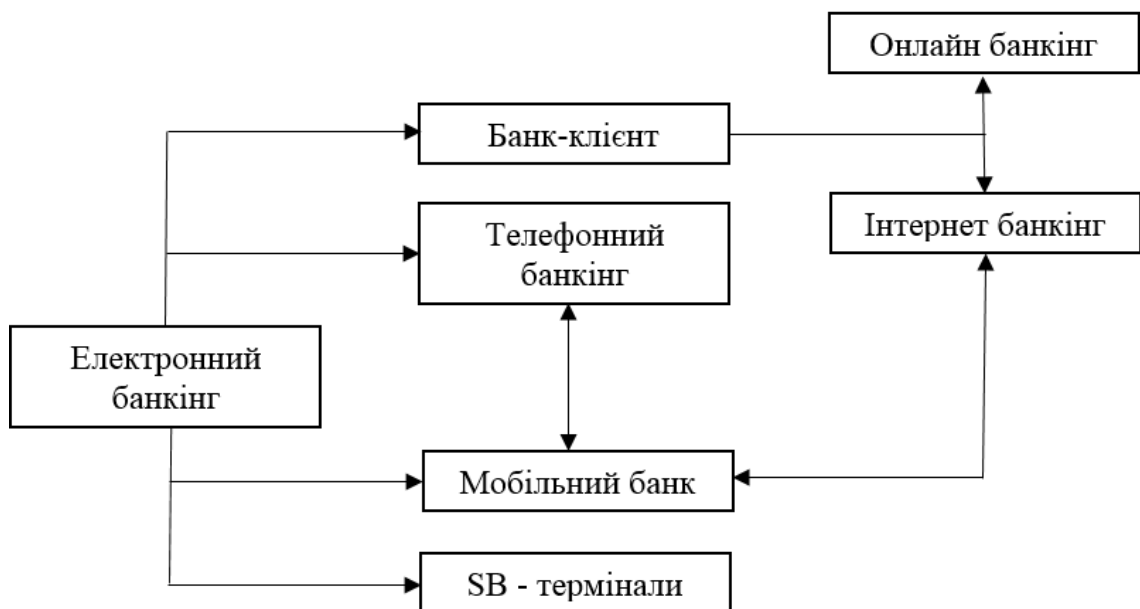 Онлайн банкінг
Банк-клієнт
Інтернет банкінг
Телефонний
банкінг
Електронний
банкінг
Мобільний банк
SB - термінали